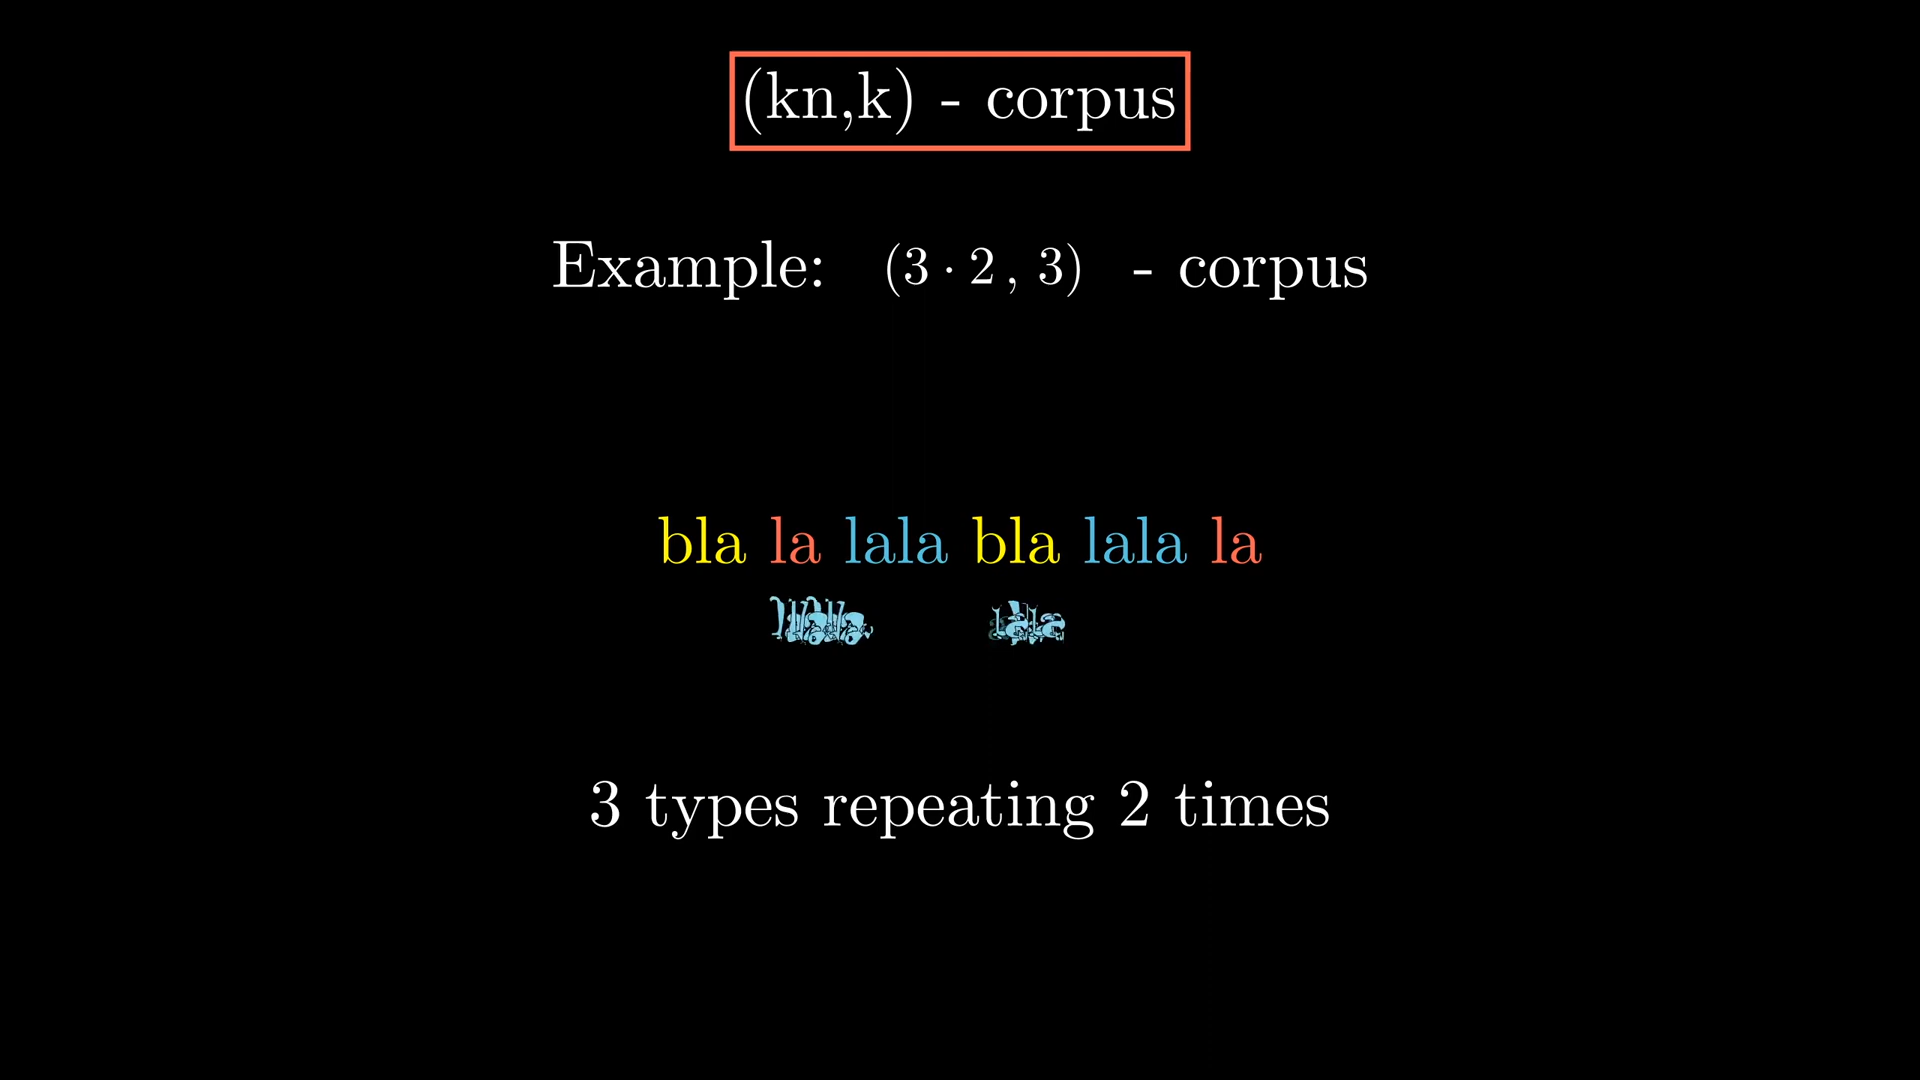 (kn,k) - corpus
Example: (3 · 2 , 3) - corpus
bla la lala bla lala la
3 types repeating 2 times